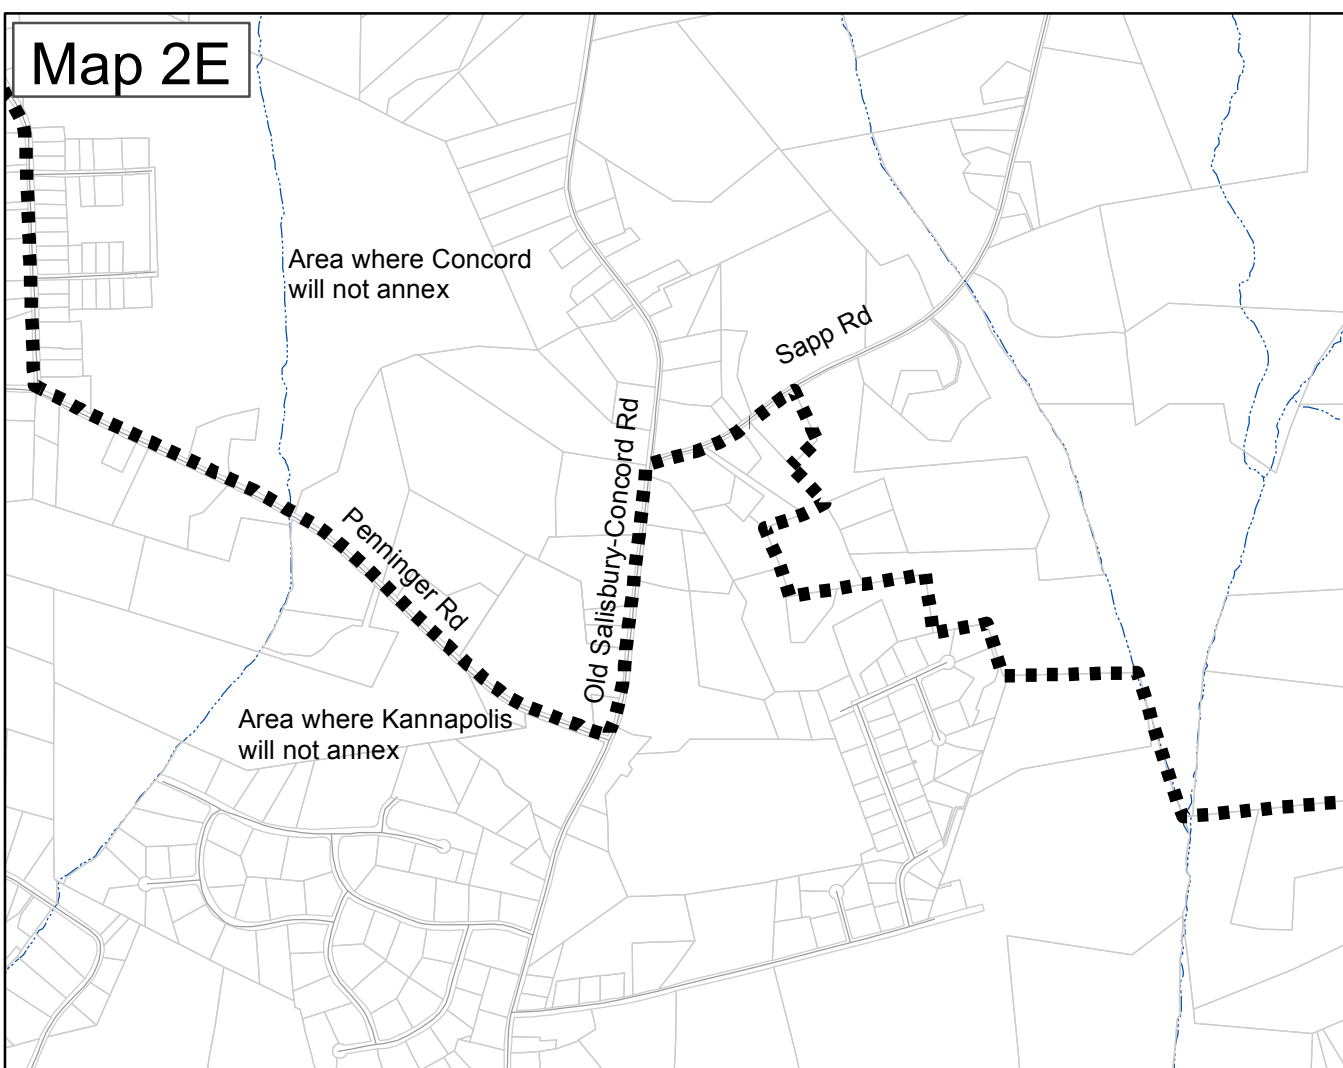 Map 2E
Area where Concord
will not annex
Sapp Rd
Old Salisbury-Concord Rd
Penninger Rd
Area where Kannapolis
will not annex